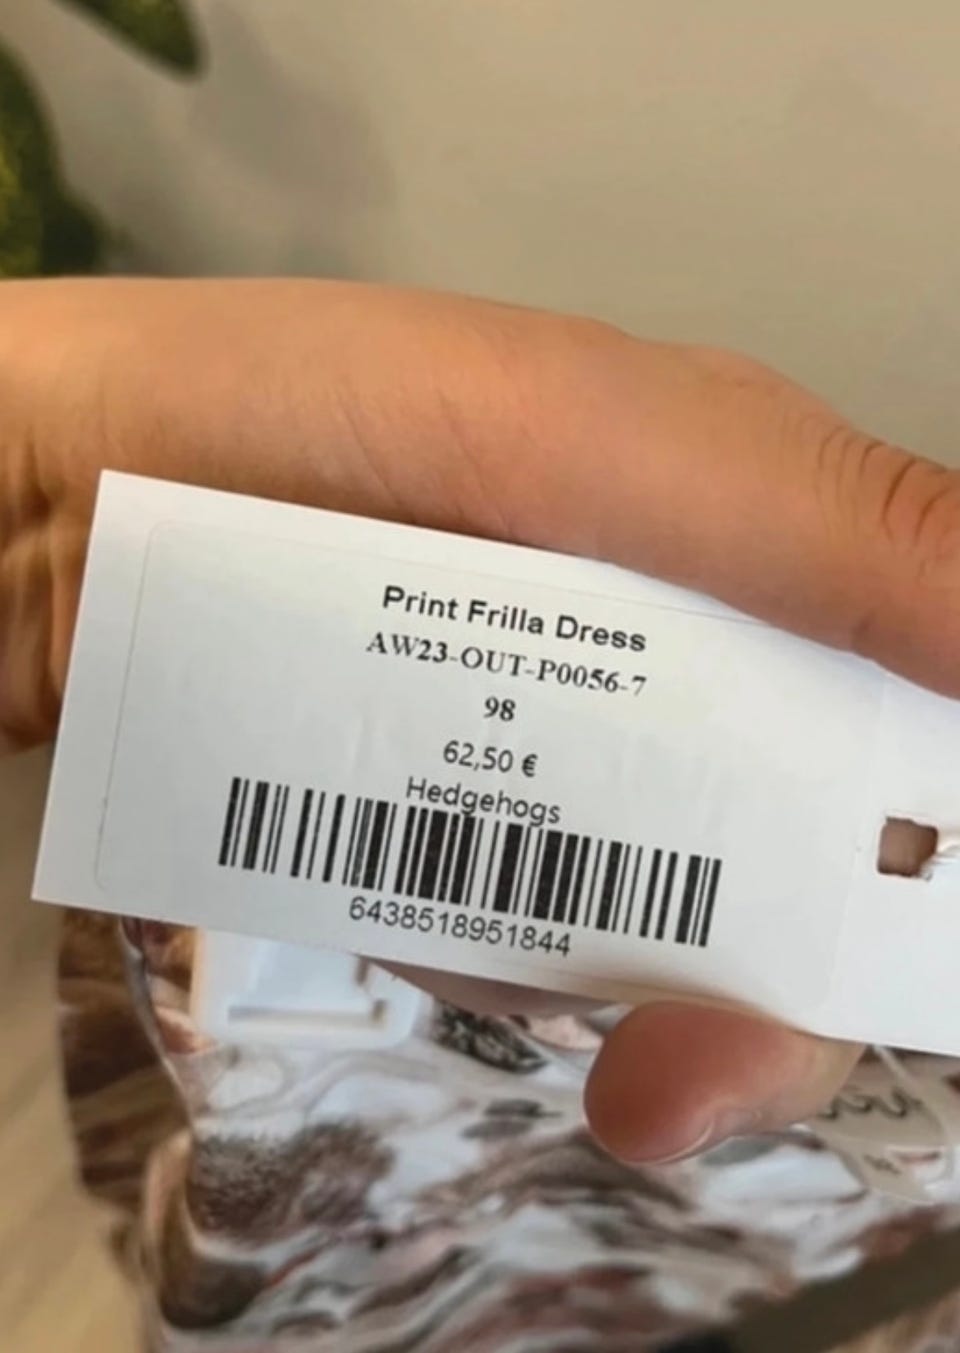 Print Frilla Dress
AW23-OUT-P0056-7
98
62,50 €
Hedgehogs
6438518951844